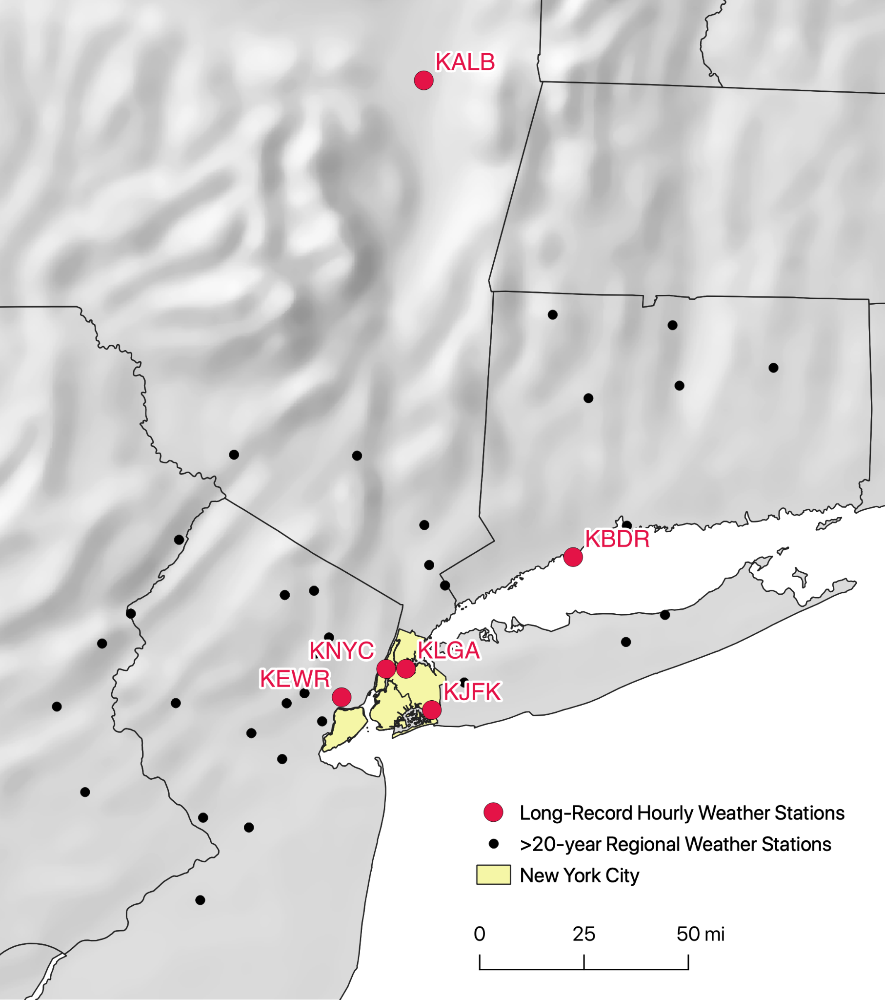 KALB
KBDR
KNYC
KLGA
KEWR
KJFK
Long-Record Hourly Weather Stations
>20-year Regional Weather Stations
New York City
0 25 50 mi